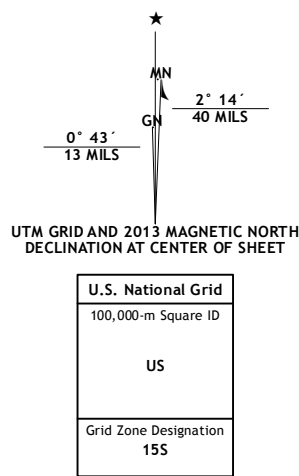 ★
MN
GN
2° 14´
40 MILS
0° 43´
13 MILS
UTM GRID AND 2013 MAGNETIC NORTH
DECLINATION AT CENTER OF SHEET
U.S. National Grid
100,000-m Square ID
US
Grid Zone Designation
15S